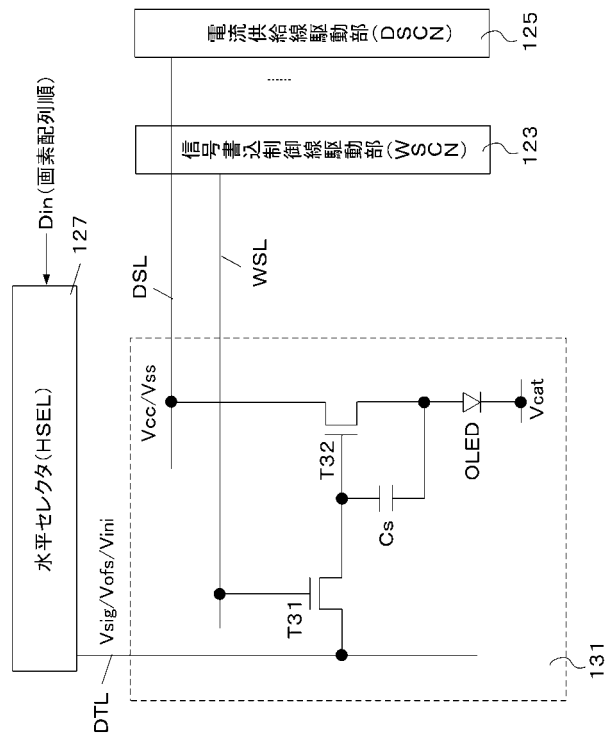 Din(画素配列順)
127
水平セレクタ(HSEL)
DTL
Vsig/Vofs/Vini
DSL
WSL
電流供給線駆動部(DSCN)
125
信号書込制御線駆動部(WSCN)
123
Vcc/Vss
T31
T32
Cs
OLED
Vcat
131